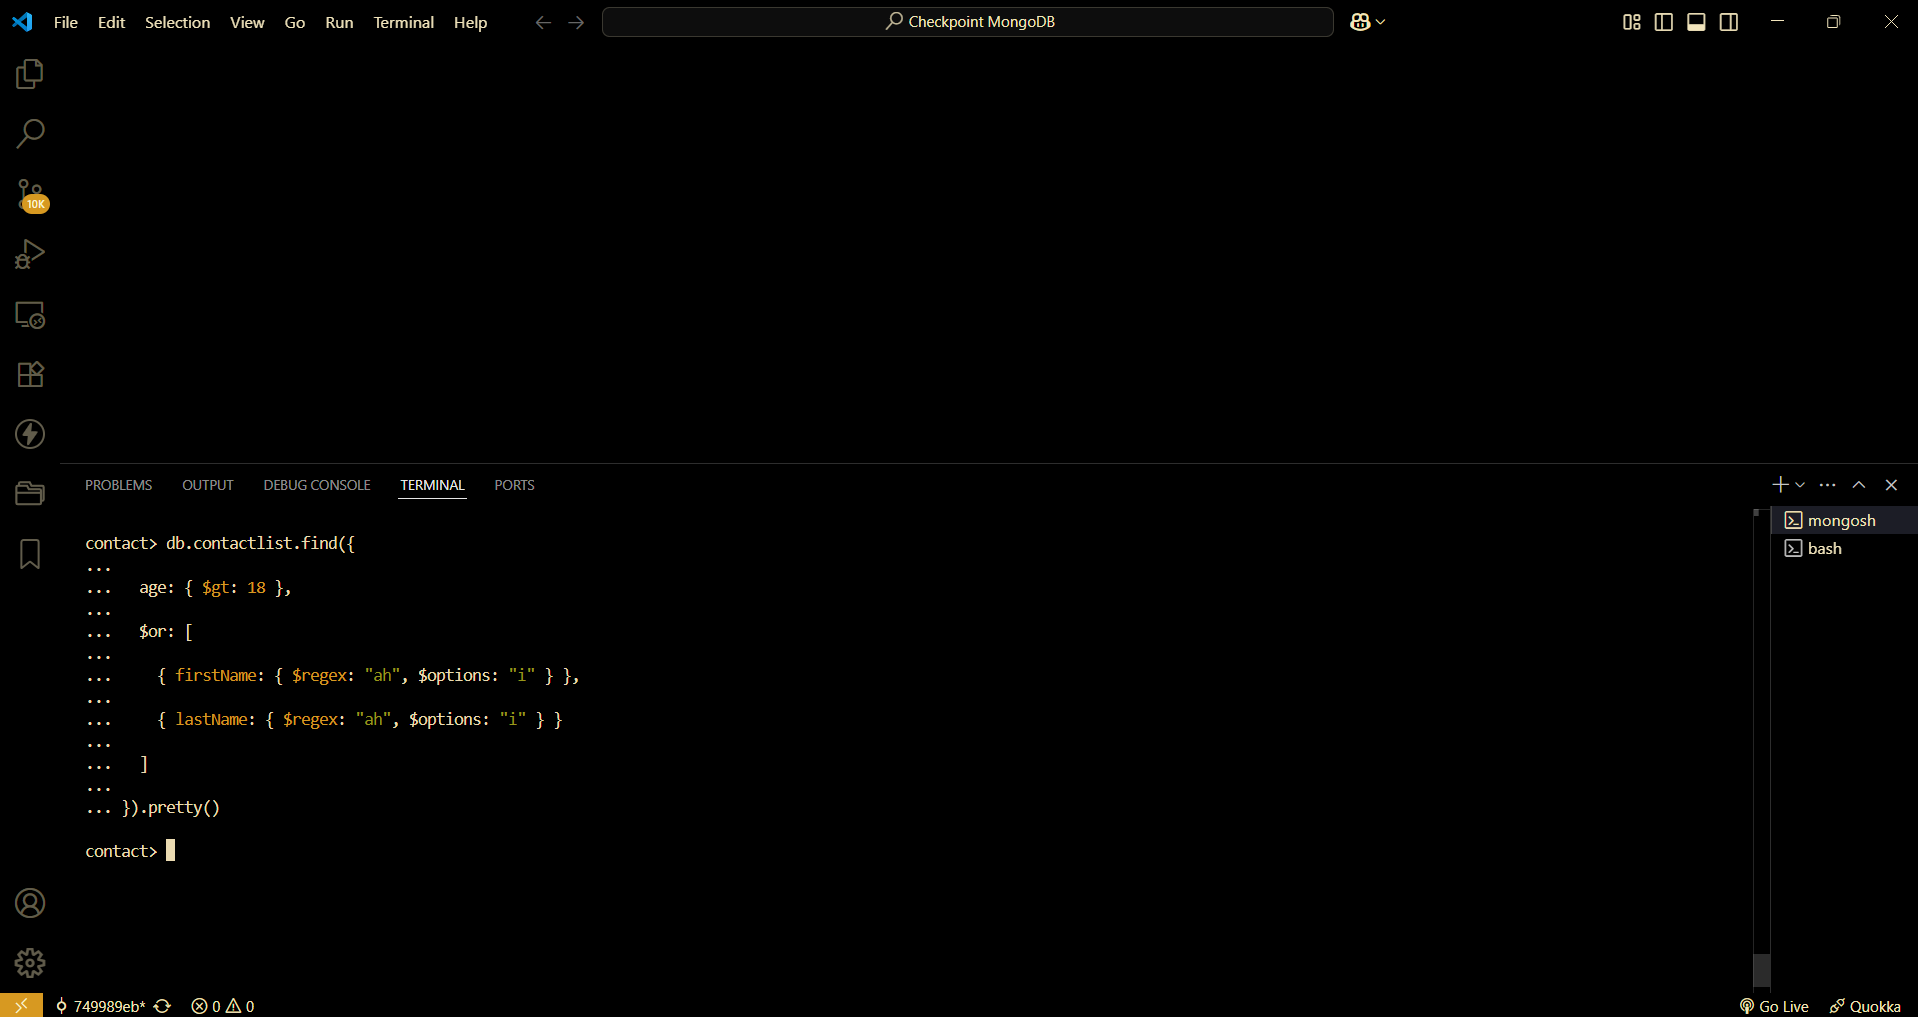 File Edit Selection View Go Run Terminal Help
Checkpoint MongoDB
10K
PROBLEMS OUTPUT DEBUG CONSOLE TERMINAL PORTS
mongosh
bash
contact> db.contactlist.find({
...
...   age: { $gt: 18 },
...
...   $or: [
...
...     { firstName: { $regex: "ah", $options: "i" } },
...
...     { lastName: { $regex: "ah", $options: "i" } }
...
...   ]
...
... }).pretty()
contact>
749989eb* 0 0 Go Live Quokka